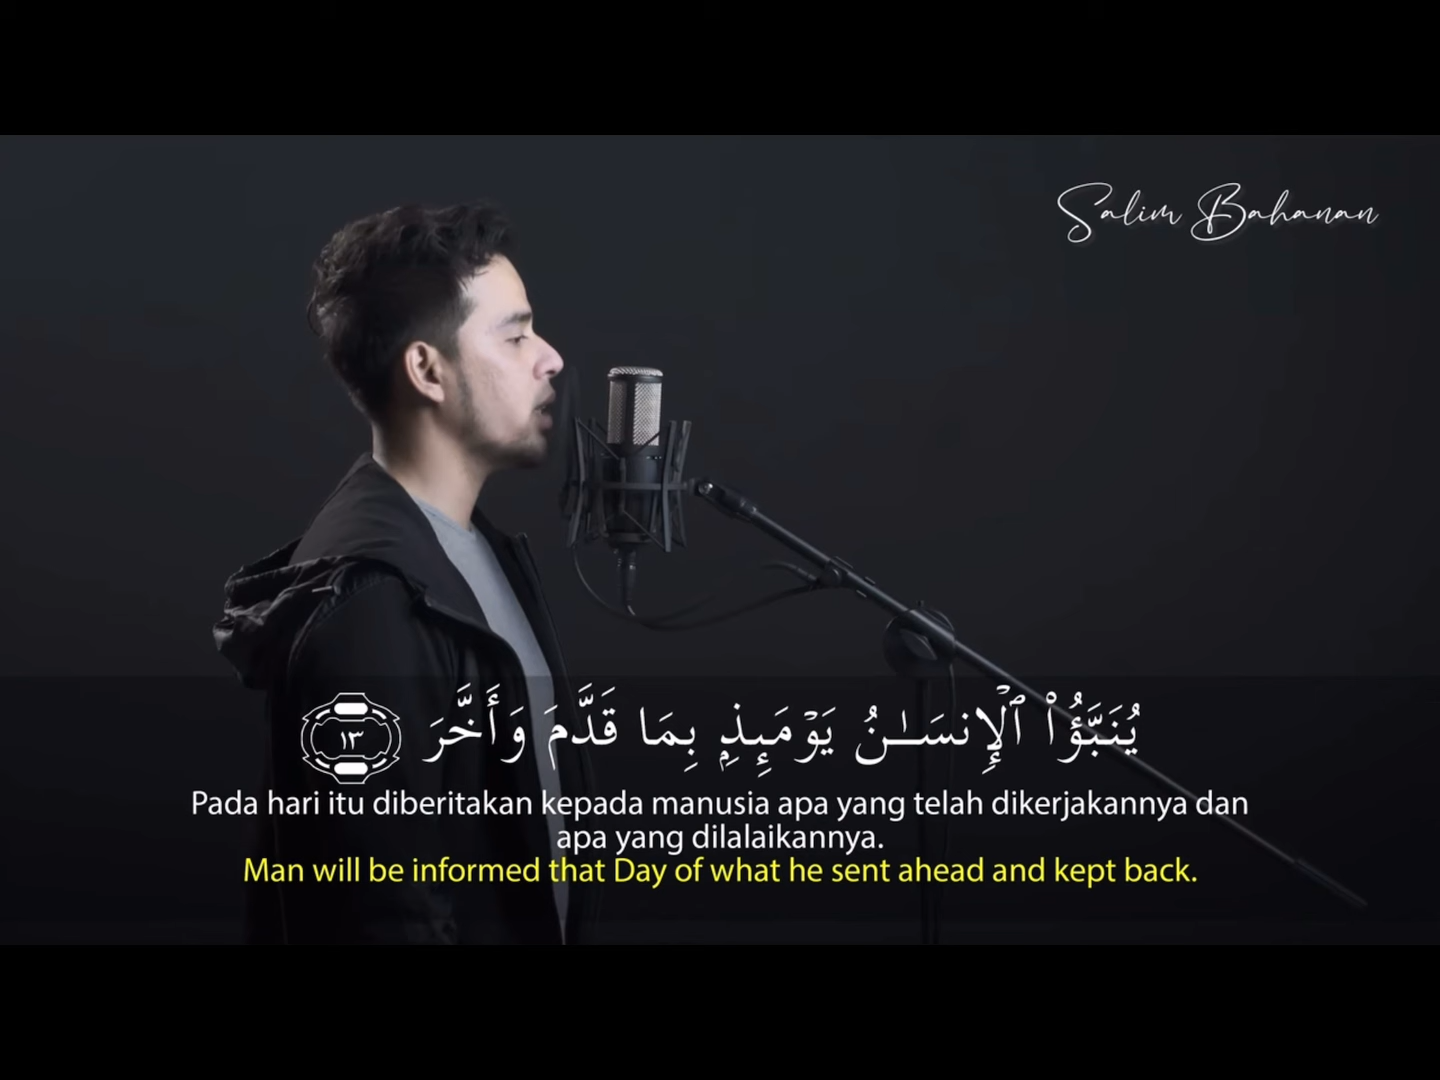 Salim Bahanan
يُنَبَّؤُا۟ ٱلْإِنسَـٰنُ يَوْمَئِذٍۭ بِمَا قَدَّمَ وَأَخَّرَ ١٣
Pada hari itu diberitakan kepada manusia apa yang telah dikerjakannya dan
apa yang dilalaikannya.
Man will be informed that Day of what he sent ahead and kept back.